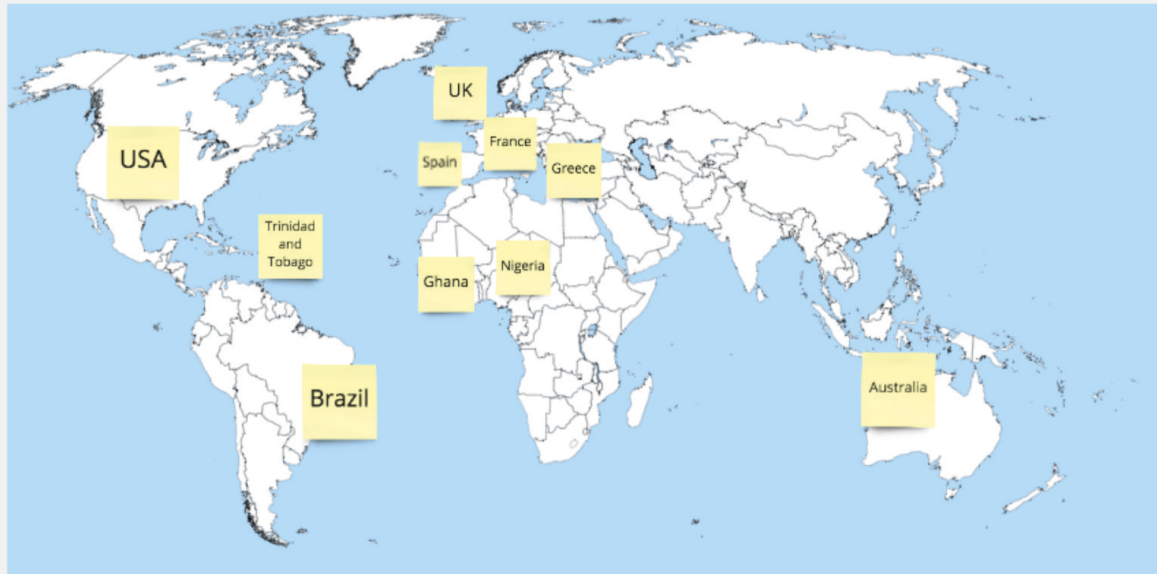 UK
France
USA
Spain
Greece
Trinidad
and
Tobago
Ghana
Nigeria
Brazil
Australia